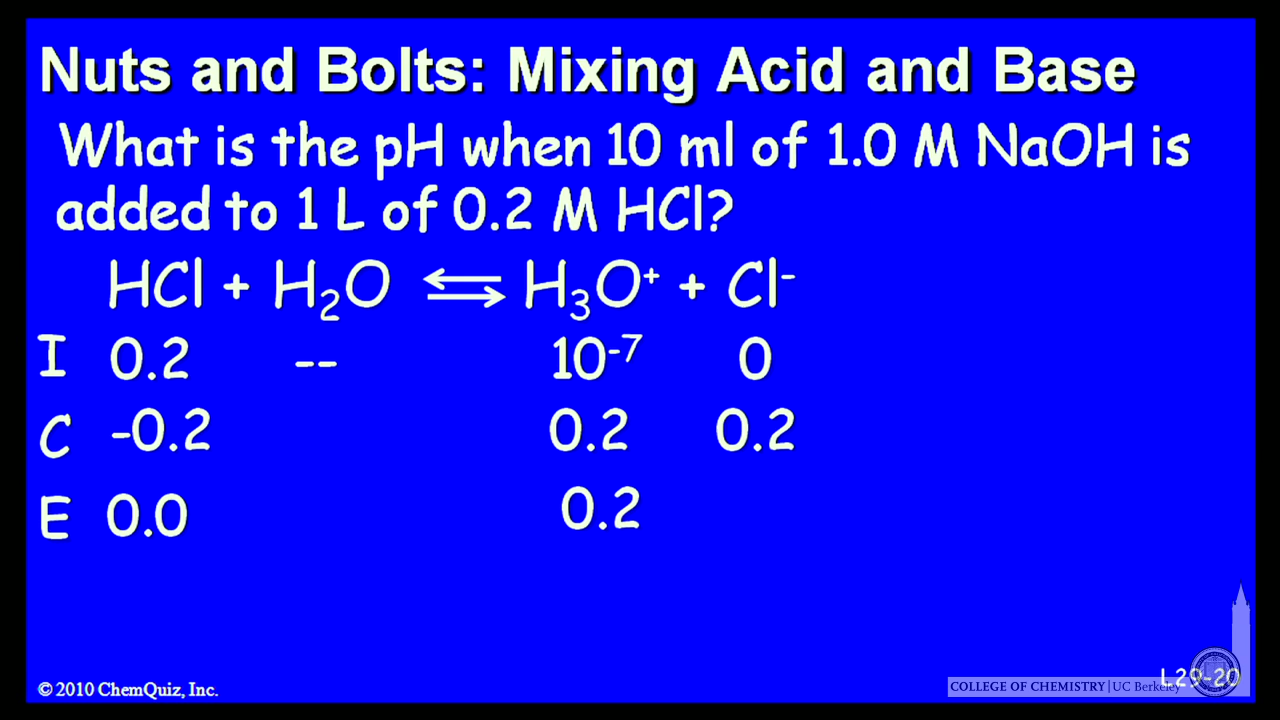 Nuts and Bolts: Mixing Acid and Base
What is the pH when 10 ml of 1.0 M NaOH is
added to 1 L of 0.2 M HCl?
HCl + H₂O ⇌ H₃O⁺ + Cl⁻
I 0.2 -- 10⁻⁷ 0
C -0.2 0.2 0.2
E 0.0 0.2
© 2010 ChemQuiz, Inc.
COLLEGE OF CHEMISTRY | UC Berkeley
L29-20